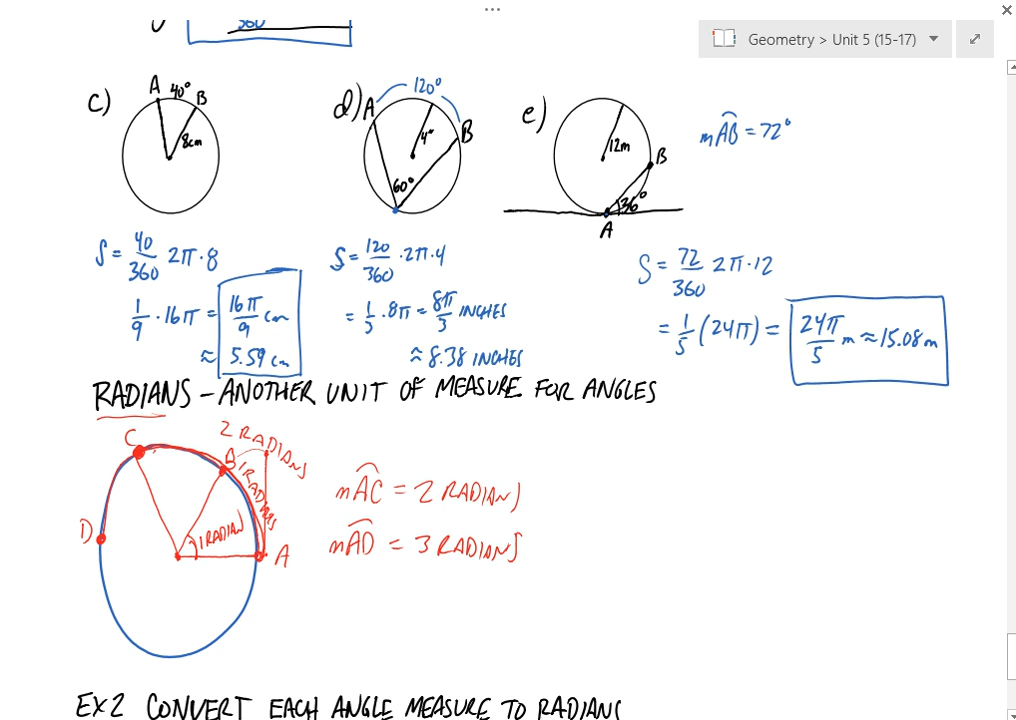 ...
Geometry > Unit 5 (15-17)
360
c)
A 40° B
8cm
d)
A 120° B
4"
60°
e)
12m
B
36°
A
mAB = 72°
S = 40/360 2π·8
1/9 · 16π = 16π/9 cm
≈ 5.59 cm
S = 120/360 · 2π·4
= 1/3 · 8π = 8π/3 INCHES
≈ 8.38 INCHES
S = 72/360 2π·12
= 1/5 (24π) = 24π/5 m ≈ 15.08 m
RADIANS – ANOTHER UNIT OF MEASURE FOR ANGLES
C
2 RADIANS
B
1 RADIANS
D
1 RADIAN
A
mAC = 2 RADIANS
mAD = 3 RADIANS
EX2 CONVERT EACH ANGLE MEASURE TO RADIANS